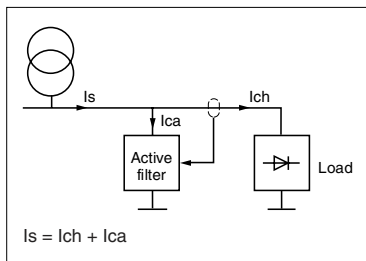 Is
Ich
Ica
Active
filter
Load
Is = Ich + Ica